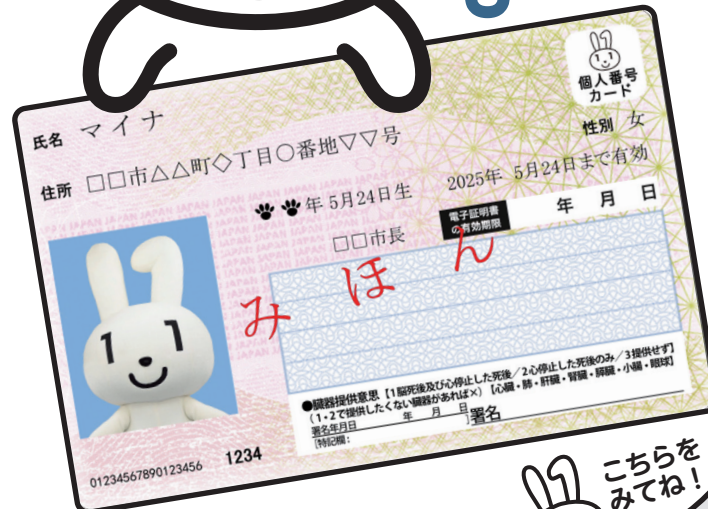 個人番号
カード
氏名 マイナ
性別 女
住所 □□市△△町◇丁目○番地▽▽号
年 5月24日生
2025年 5月24日まで有効
□□市長
電子証明書
の有効期限
年 月 日
みほん
JAPAN JAPAN JAPAN JAPAN JAPAN
●臓器提供意思【1脳死後及び心停止した死後/2心停止した死後のみ/3提供せず】
(1・2で提供したくない臓器があれば×)【心臓・肺・肝臓・腎臓・膵臓・小腸・眼球】
署名年月日 年 月 日
[特記欄: ]署名
01234567890123456 1234
こちらを
みてね!